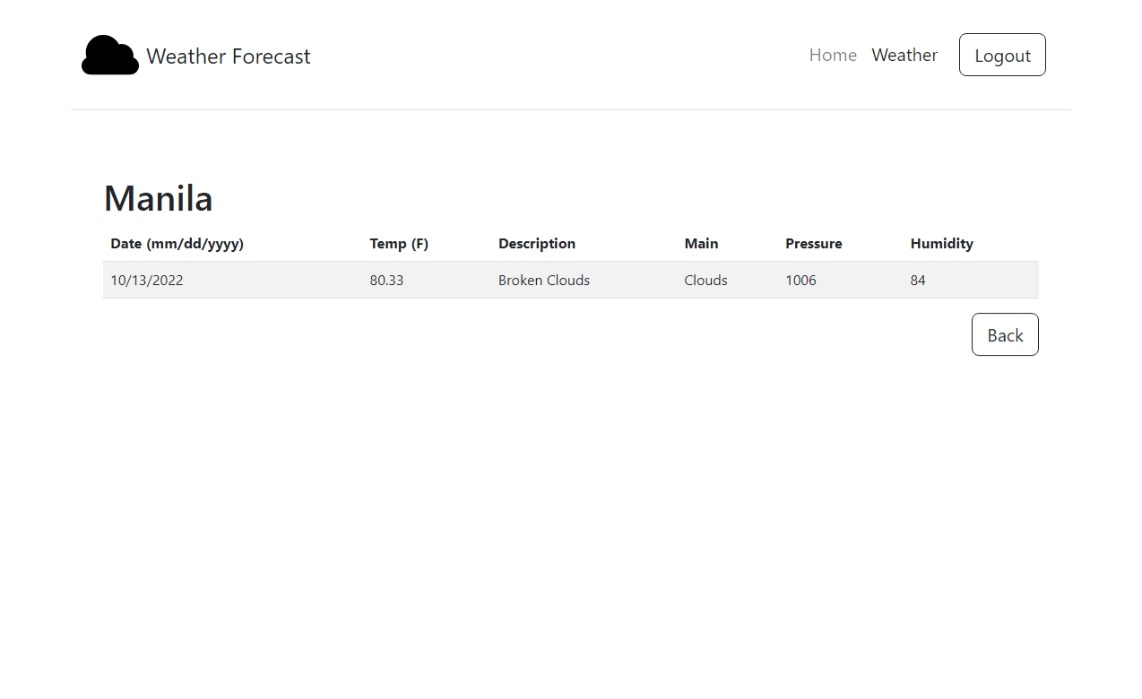 Weather Forecast Home Weather Logout
Manila
Date (mm/dd/yyyy) Temp (F) Description Main Pressure Humidity
10/13/2022 80.33 Broken Clouds Clouds 1006 84
Back